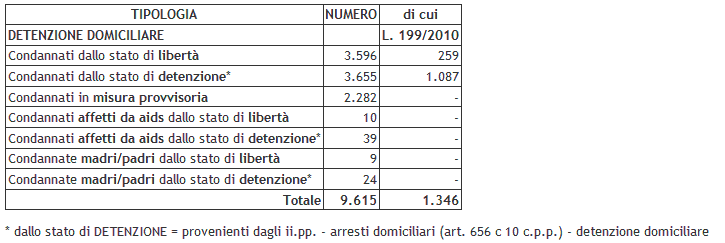 TIPOLOGIA NUMERO di cui
DETENZIONE DOMICILIARE L. 199/2010
Condannati dallo stato di libertà 3.596 259
Condannati dallo stato di detenzione* 3.655 1.087
Condannati in misura provvisoria 2.282 -
Condannati affetti da aids dallo stato di libertà 10 -
Condannati affetti da aids dallo stato di detenzione* 39 -
Condannate madri/padri dallo stato di libertà 9 -
Condannate madri/padri dallo stato di detenzione* 24 -
Totale 9.615 1.346
* dallo stato di DETENZIONE = provenienti dagli ii.pp. - arresti domiciliari (art. 656 c 10 c.p.p.) - detenzione domiciliare